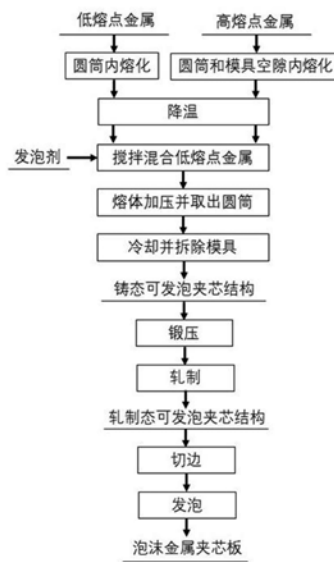 低熔点金属
高熔点金属
圆筒内熔化
圆筒和模具空隙内熔化
降温
发泡剂
搅拌混合低熔点金属
熔体加压并取出圆筒
冷却并拆除模具
铸态可发泡夹芯结构
锻压
轧制
轧制态可发泡夹芯结构
切边
发泡
泡沫金属夹芯板